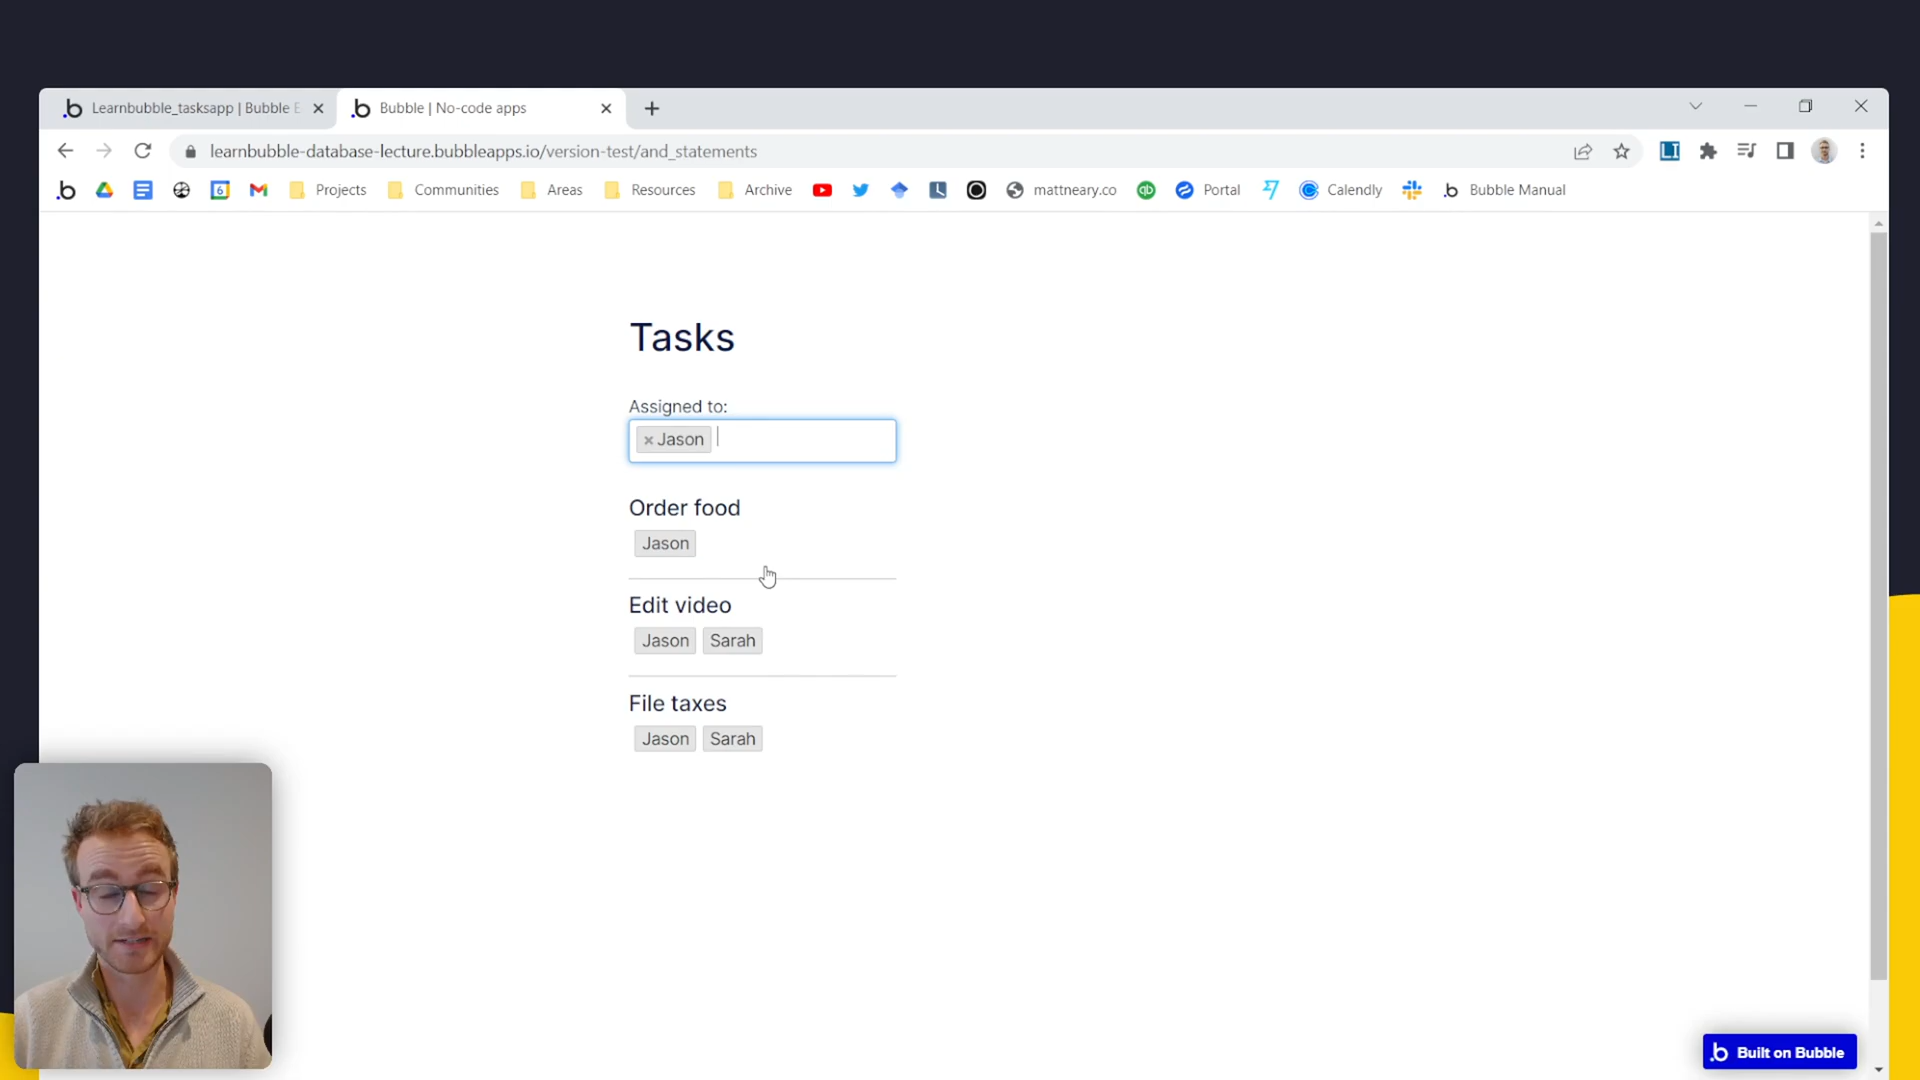 Learnbubble_tasksapp | Bubble E
Bubble | No-code apps
learnbubble-database-lecture.bubbleapps.io/version-test/and_statements
Projects Communities Areas Resources Archive mattneary.co Portal Calendly Bubble Manual
Tasks
Assigned to:
× Jason
Order food
Jason
Edit video
Jason Sarah
File taxes
Jason Sarah
Built on Bubble